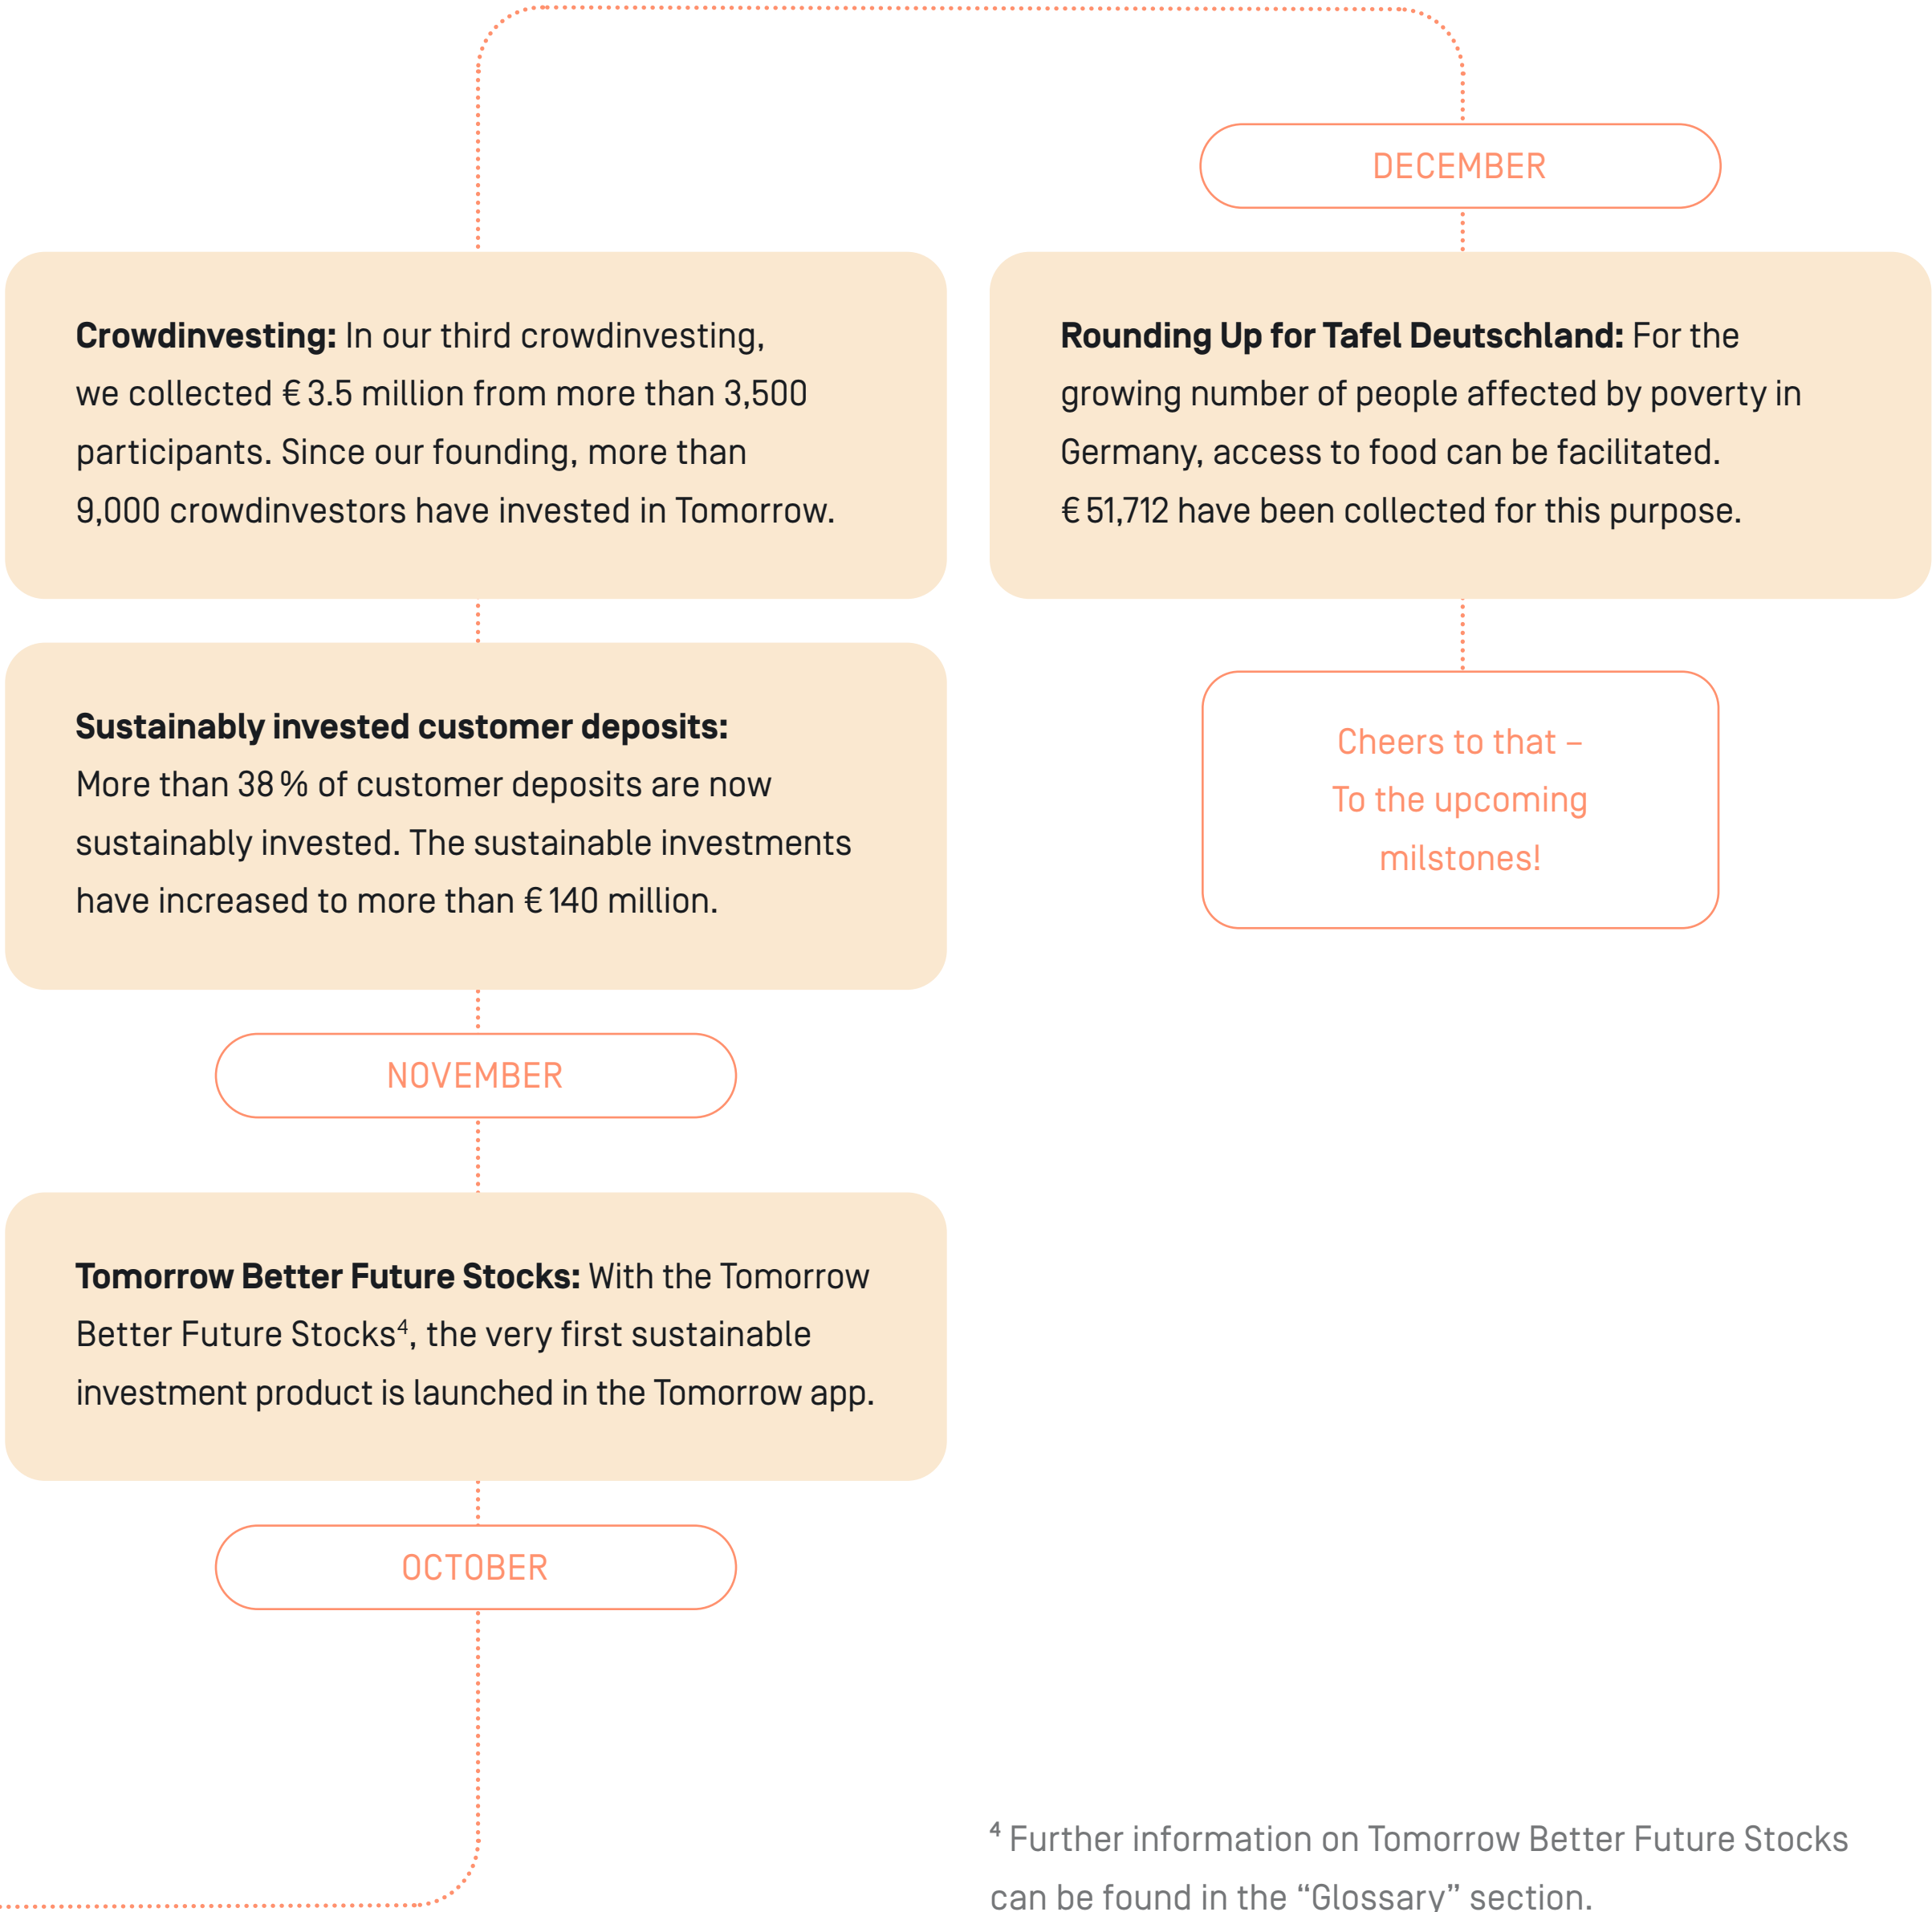 Crowdinvesting: In our third crowdinvesting,
we collected € 3.5 million from more than 3,500
participants. Since our founding, more than
9,000 crowdinvestors have invested in Tomorrow.
Sustainably invested customer deposits:
More than 38 % of customer deposits are now
sustainably invested. The sustainable investments
have increased to more than € 140 million.
NOVEMBER
Tomorrow Better Future Stocks: With the Tomorrow
Better Future Stocks⁴, the very first sustainable
investment product is launched in the Tomorrow app.
OCTOBER
DECEMBER
Rounding Up for Tafel Deutschland: For the
growing number of people affected by poverty in
Germany, access to food can be facilitated.
€ 51,712 have been collected for this purpose.
Cheers to that –
To the upcoming
milstones!
⁴ Further information on Tomorrow Better Future Stocks
can be found in the “Glossary” section.